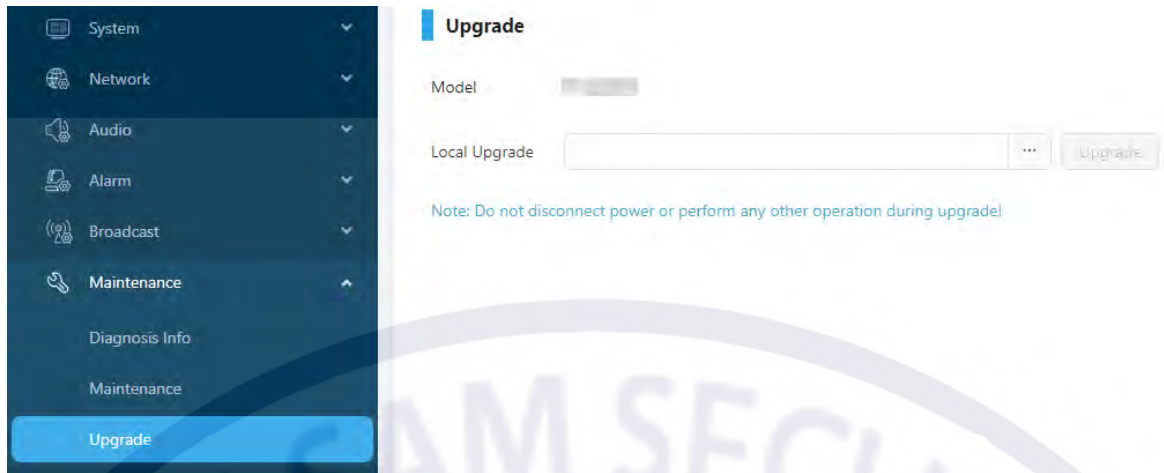 System
Network
Audio
Alarm
Broadcast
Maintenance
Diagnosis Info
Maintenance
Upgrade
Upgrade
Model
Local Upgrade ... Upgrade
Note: Do not disconnect power or perform any other operation during upgrade!